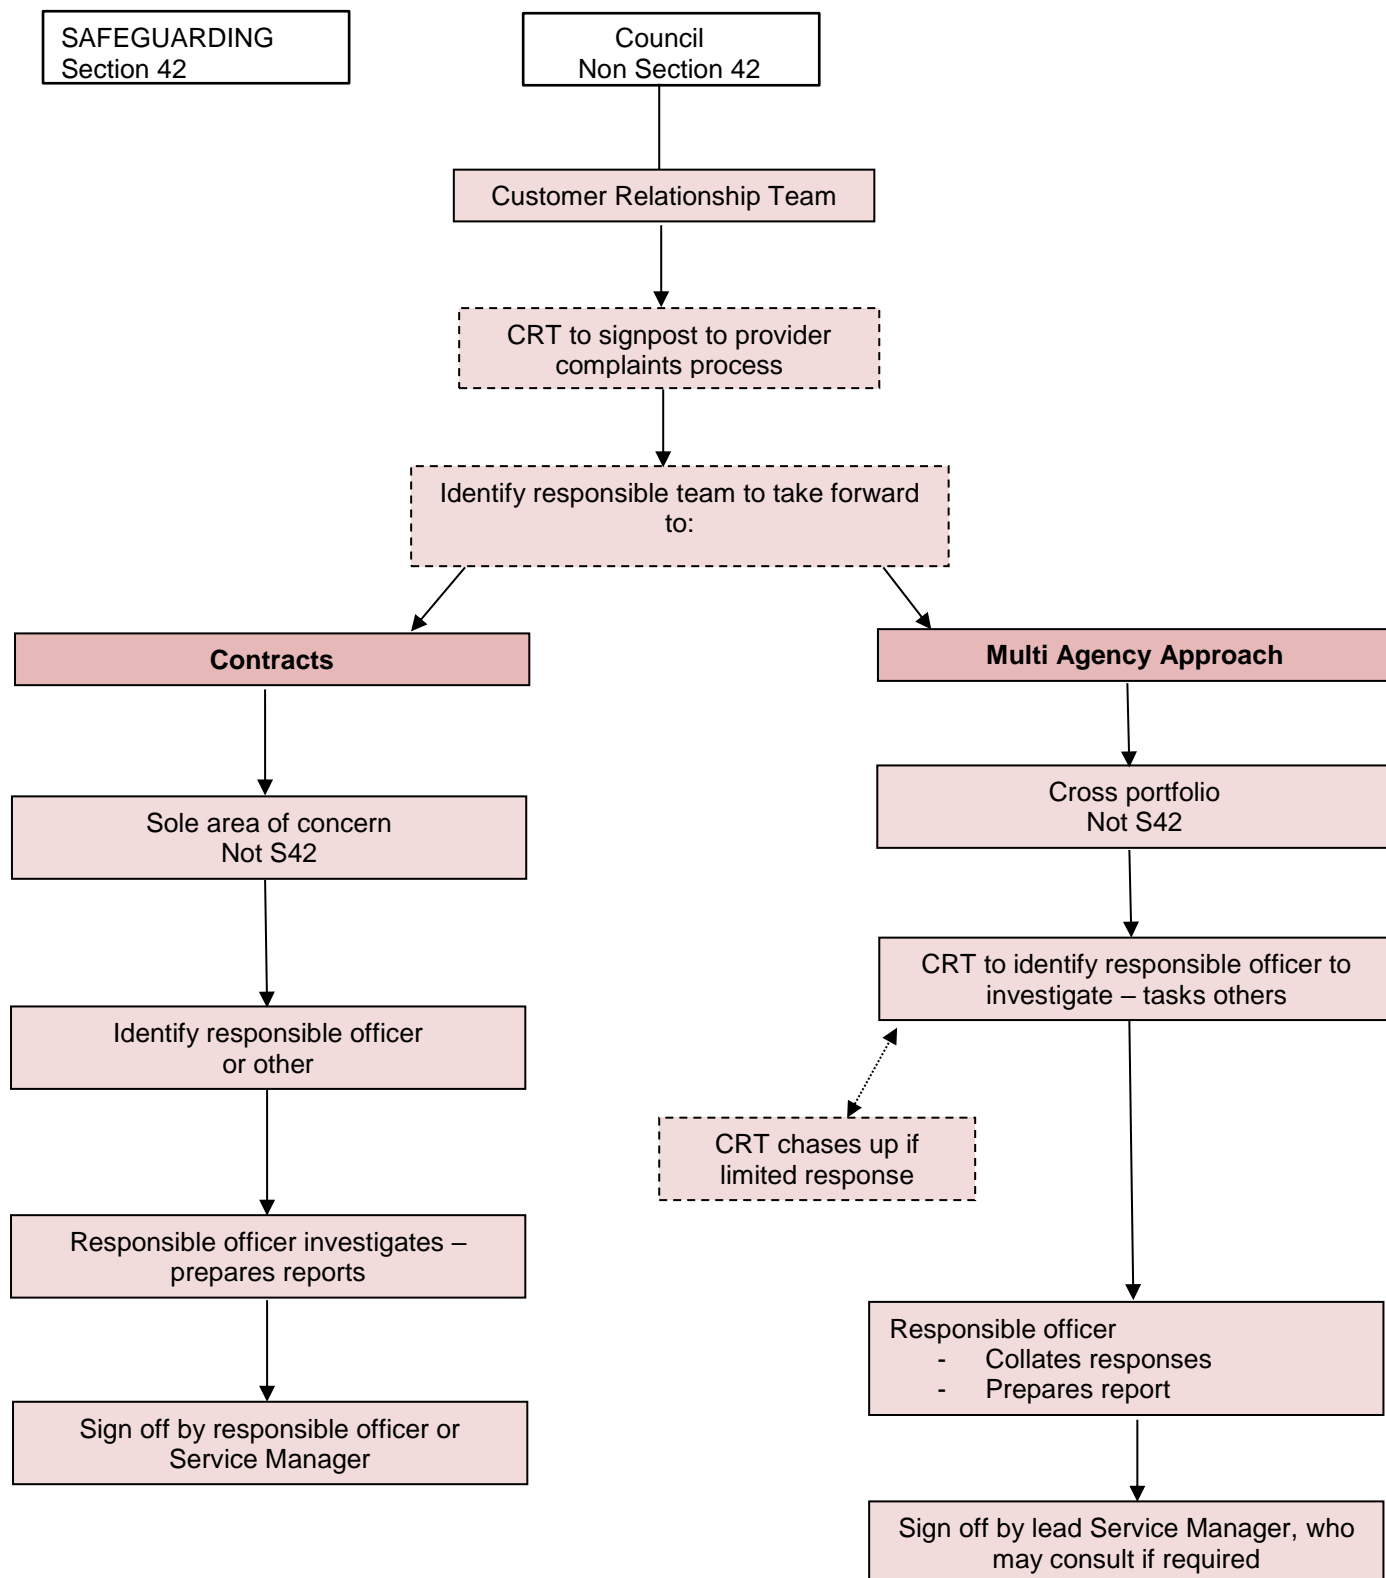 SAFEGUARDING
Section 42
Council
Non Section 42
Customer Relationship Team
CRT to signpost to provider
complaints process
Identify responsible team to take forward
to:
Contracts
Sole area of concern
Not S42
Identify responsible officer
or other
Responsible officer investigates –
prepares reports
Sign off by responsible officer or
Service Manager
Multi Agency Approach
Cross portfolio
Not S42
CRT to identify responsible officer to
investigate – tasks others
CRT chases up if
limited response
Responsible officer
- Collates responses
- Prepares report
Sign off by lead Service Manager, who
may consult if required